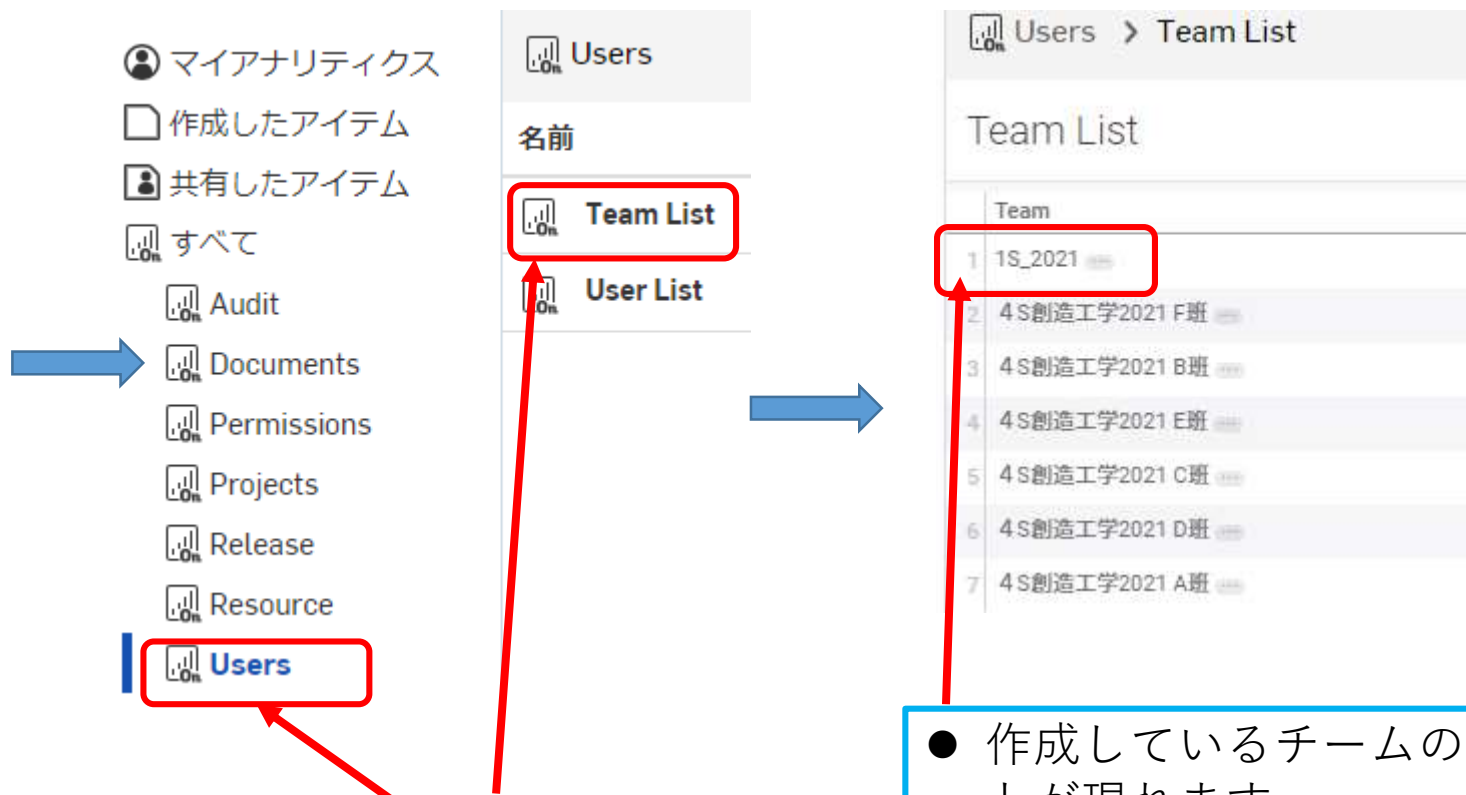 マイアナリティクス
作成したアイテム
共有したアイテム
すべて
Audit
Documents
Permissions
Projects
Release
Resource
Users
Users
名前
Team List
User List
Users > Team List
Team List
Team
1 1S_2021
2 4S創造工学2021 F班
3 4S創造工学2021 B班
4 4S創造工学2021 E班
5 4S創造工学2021 C班
6 4S創造工学2021 D班
7 4S創造工学2021 A班
● 作成しているチームの